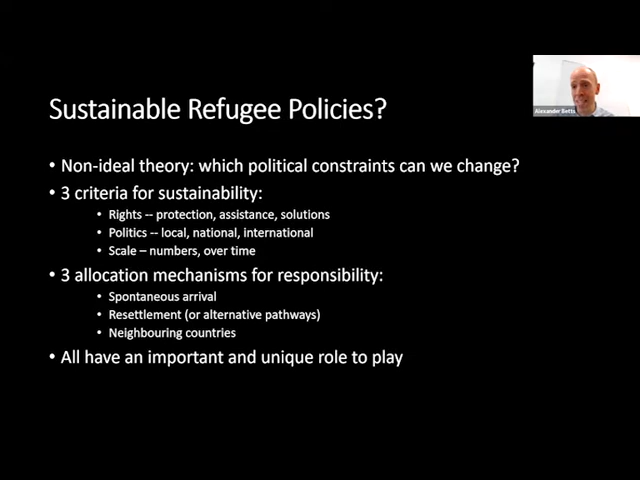 Sustainable Refugee Policies?
• Non-ideal theory: which political constraints can we change?
• 3 criteria for sustainability:
• Rights -- protection, assistance, solutions
• Politics -- local, national, international
• Scale – numbers, over time
• 3 allocation mechanisms for responsibility:
• Spontaneous arrival
• Resettlement (or alternative pathways)
• Neighbouring countries
• All have an important and unique role to play
Alexander Betts